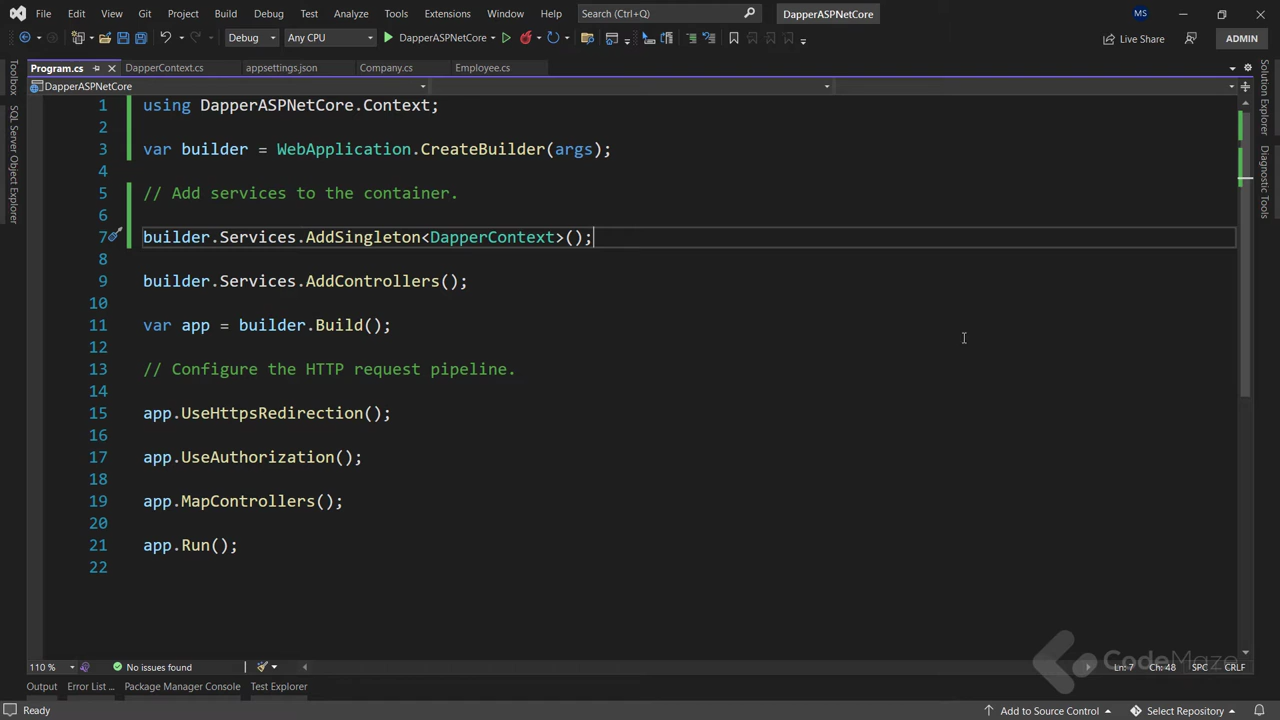 File Edit View Git Project Build Debug Test Analyze Tools Extensions Window Help Search (Ctrl+Q) DapperASPNetCore MS
Debug Any CPU DapperASPNetCore Live Share ADMIN
Program.cs DapperContext.cs appsettings.json Company.cs Employee.cs
DapperASPNetCore
Toolbox
SQL Server Object Explorer
Solution Explorer
Diagnostic Tools
1 using DapperASPNetCore.Context;
2
3 var builder = WebApplication.CreateBuilder(args);
4
5 // Add services to the container.
6
7 builder.Services.AddSingleton<DapperContext>();
8
9 builder.Services.AddControllers();
10
11 var app = builder.Build();
12
13 // Configure the HTTP request pipeline.
14
15 app.UseHttpsRedirection();
16
17 app.UseAuthorization();
18
19 app.MapControllers();
20
21 app.Run();
22
CodeMaze
110 % No issues found Ln: 7 Ch: 48 SPC CRLF
Output Error List ... Package Manager Console Test Explorer
Ready Add to Source Control Select Repository